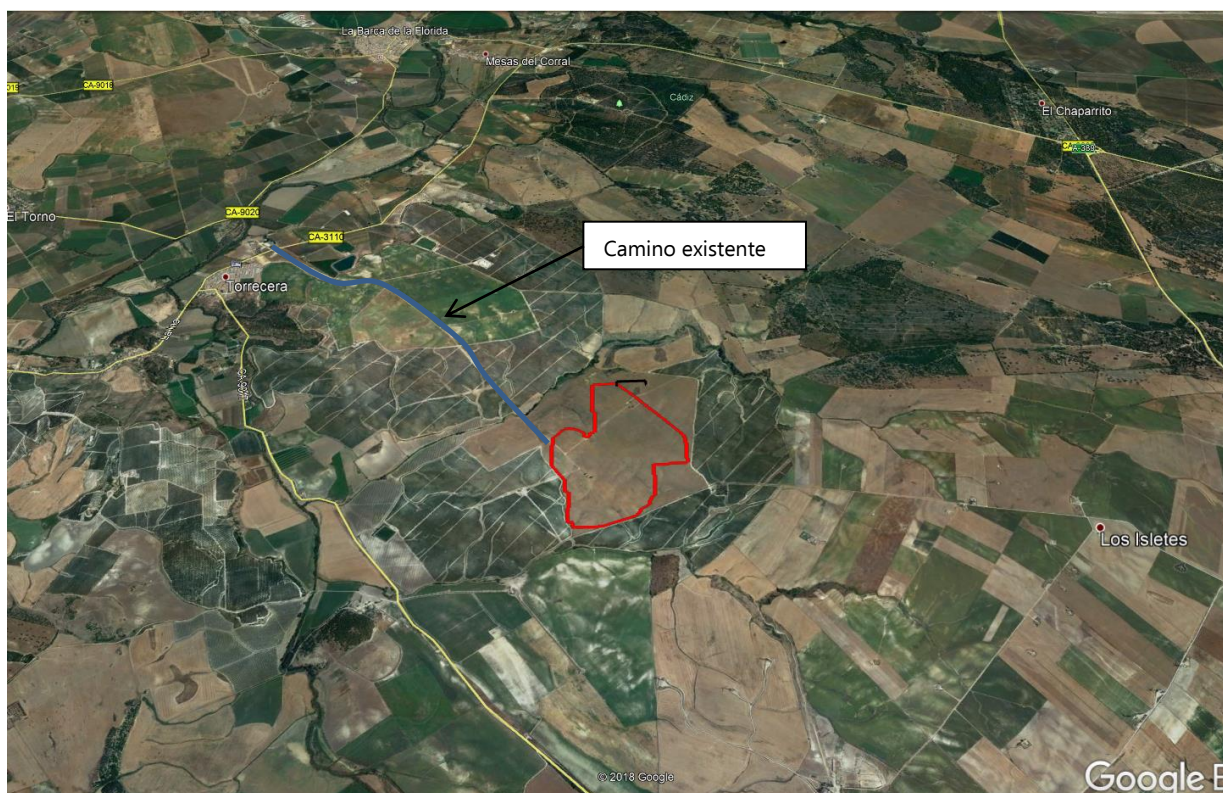 La Barca de la Florida
Mesas del Corral
CA-9018
Cádiz
El Chaparrito
A-389
El Torno
CA-9020
CA-3110
Camino existente
Torrecera
Los Isletes
© 2018 Google
Google E